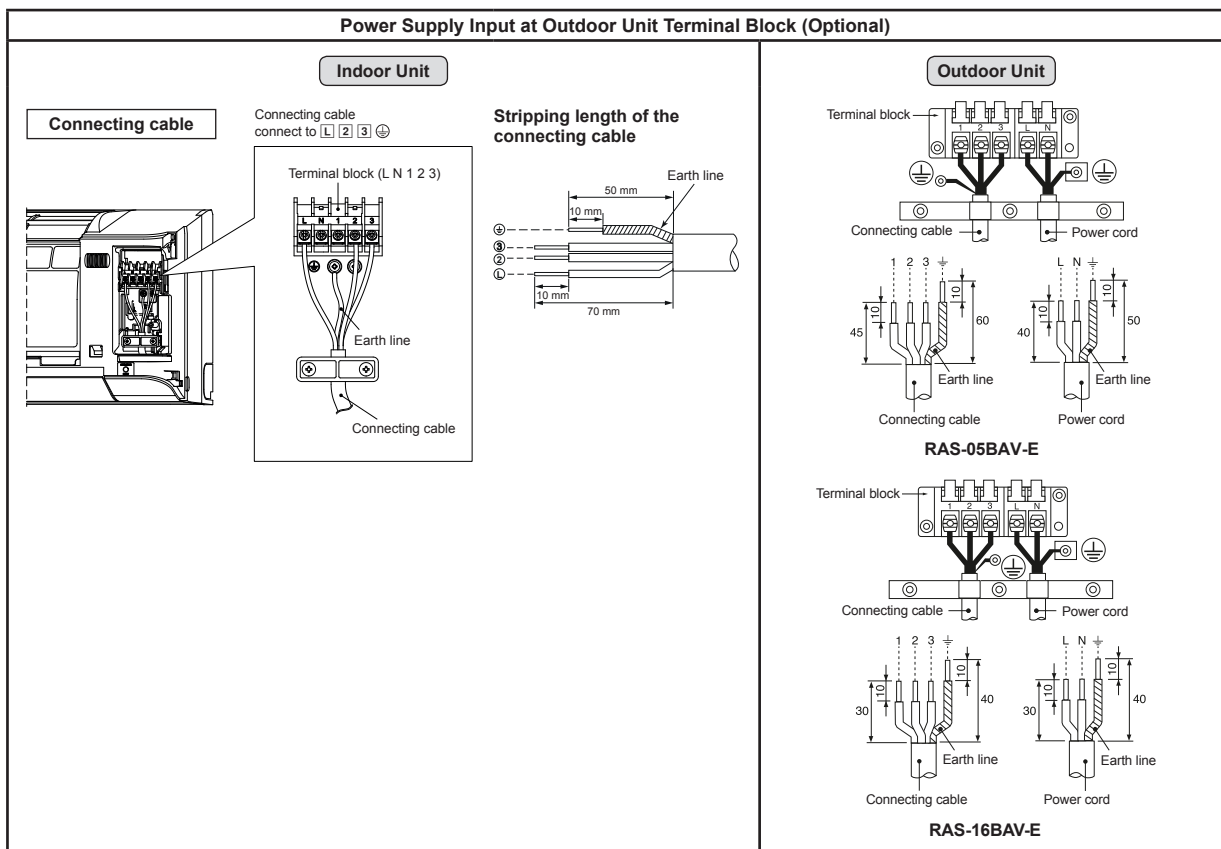 Power Supply Input at Outdoor Unit Terminal Block (Optional)
Indoor Unit
Connecting cable
Connecting cable
connect to L 2 3 ⏚
Terminal block (L N 1 2 3)
L N 1 2 3
Earth line
Connecting cable
Stripping length of the
connecting cable
50 mm
Earth line
10 mm
⏚
③
②
Ⓛ
10 mm
70 mm
Outdoor Unit
Terminal block
1 2 3 L N
Connecting cable
Power cord
1 2 3 ⏚
10
10
45
60
Earth line
Connecting cable
L N ⏚
10
10
40
50
Earth line
Power cord
RAS-05BAV-E
Terminal block
1 2 3 L N
Connecting cable
Power cord
1 2 3 ⏚
10
10
30
40
Earth line
Connecting cable
L N ⏚
10
10
30
40
Earth line
Power cord
RAS-16BAV-E